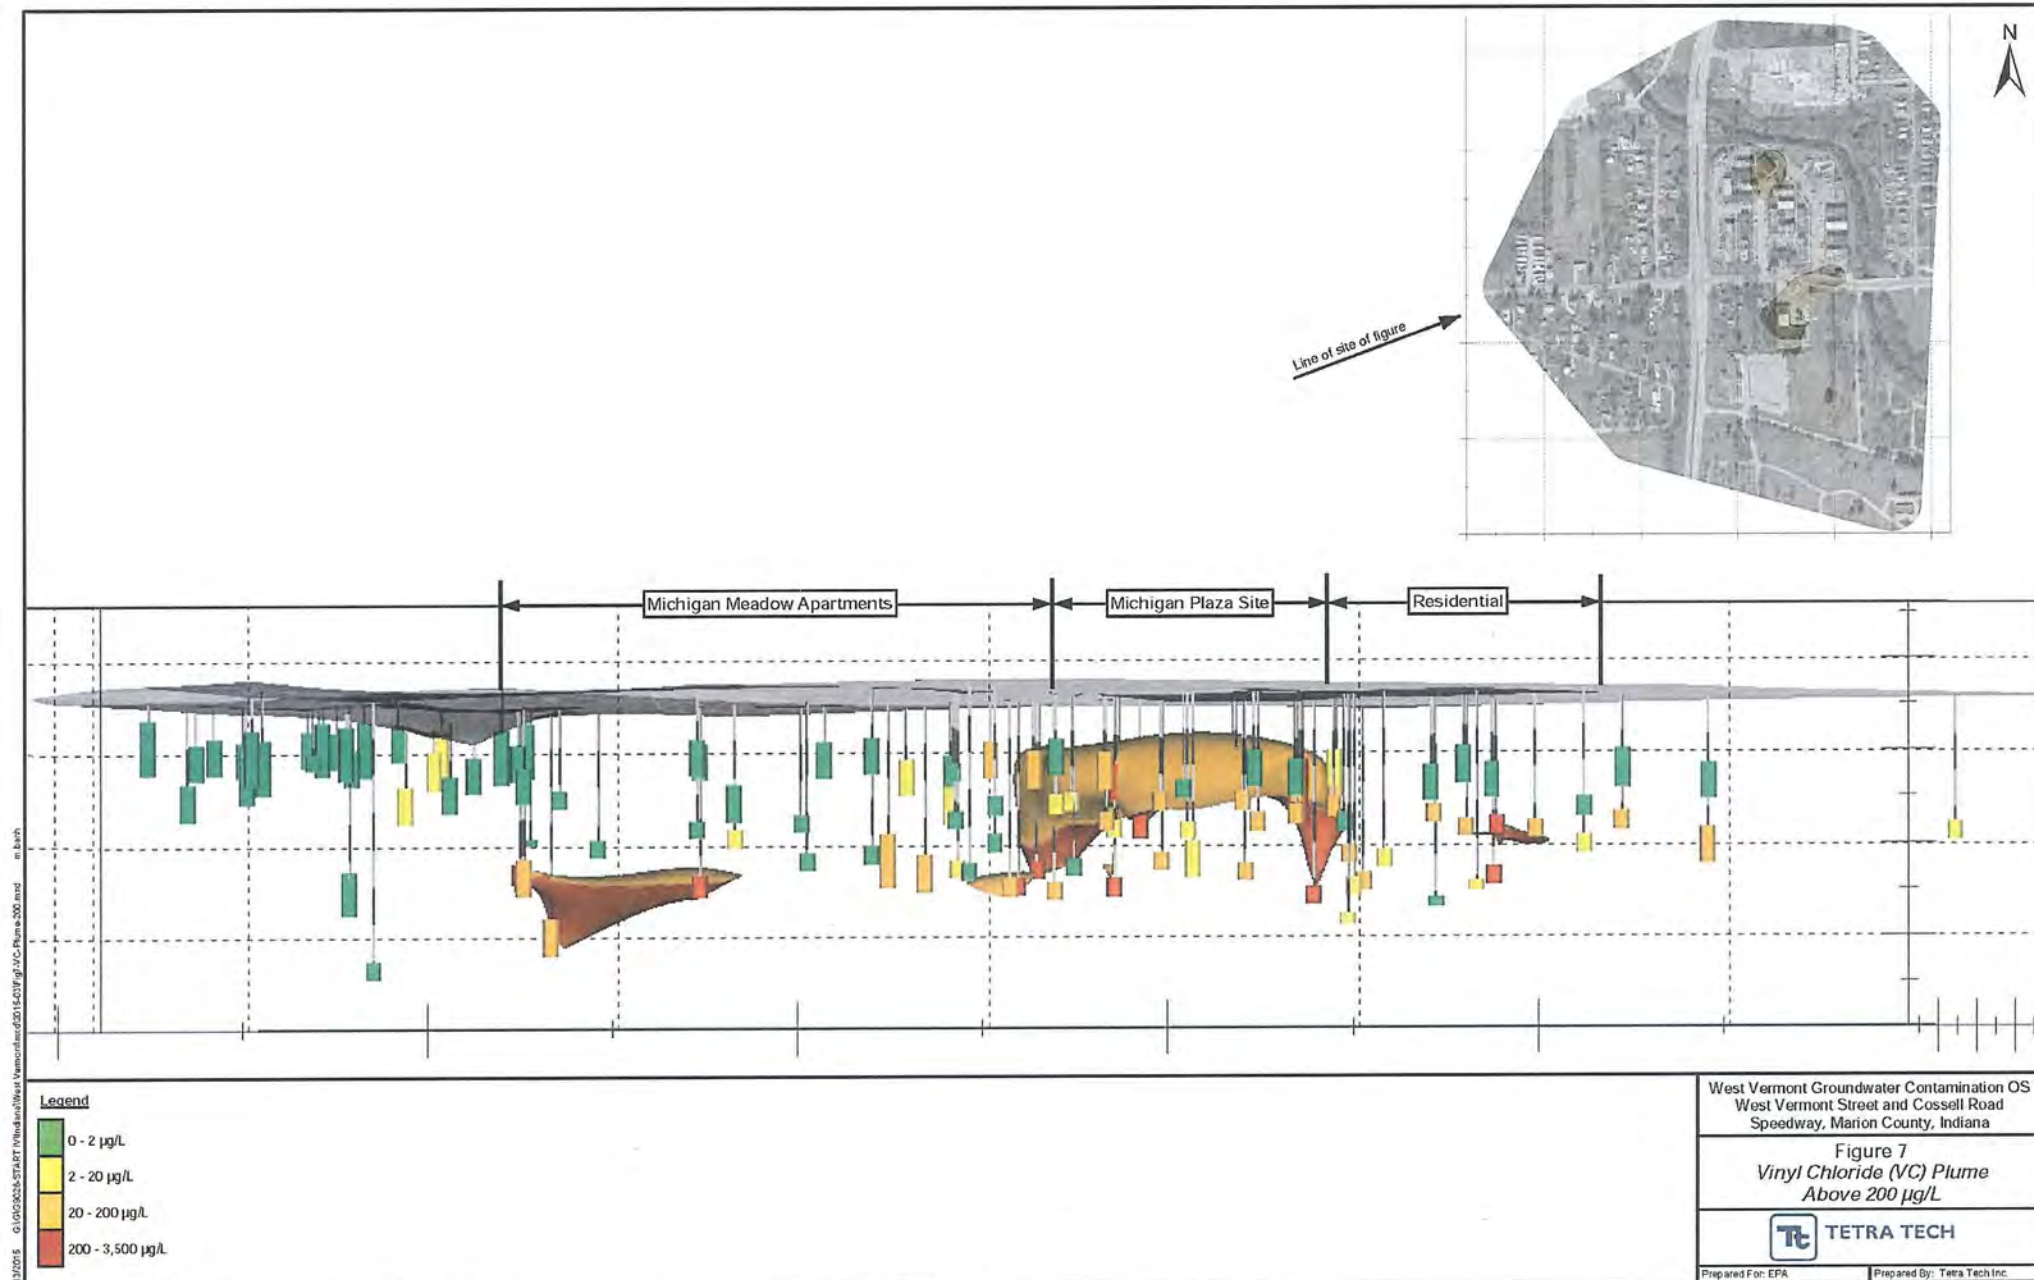 N
Line of site of figure
Michigan Meadow Apartments
Michigan Plaza Site
Residential
Legend
0 - 2 µg/L
2 - 20 µg/L
20 - 200 µg/L
200 - 3,500 µg/L
West Vermont Groundwater Contamination OS
West Vermont Street and Cossell Road
Speedway, Marion County, Indiana
Figure 7
Vinyl Chloride (VC) Plume
Above 200 µg/L
Tt
TETRA TECH
Prepared For: EPA
Prepared By: Tetra Tech Inc.